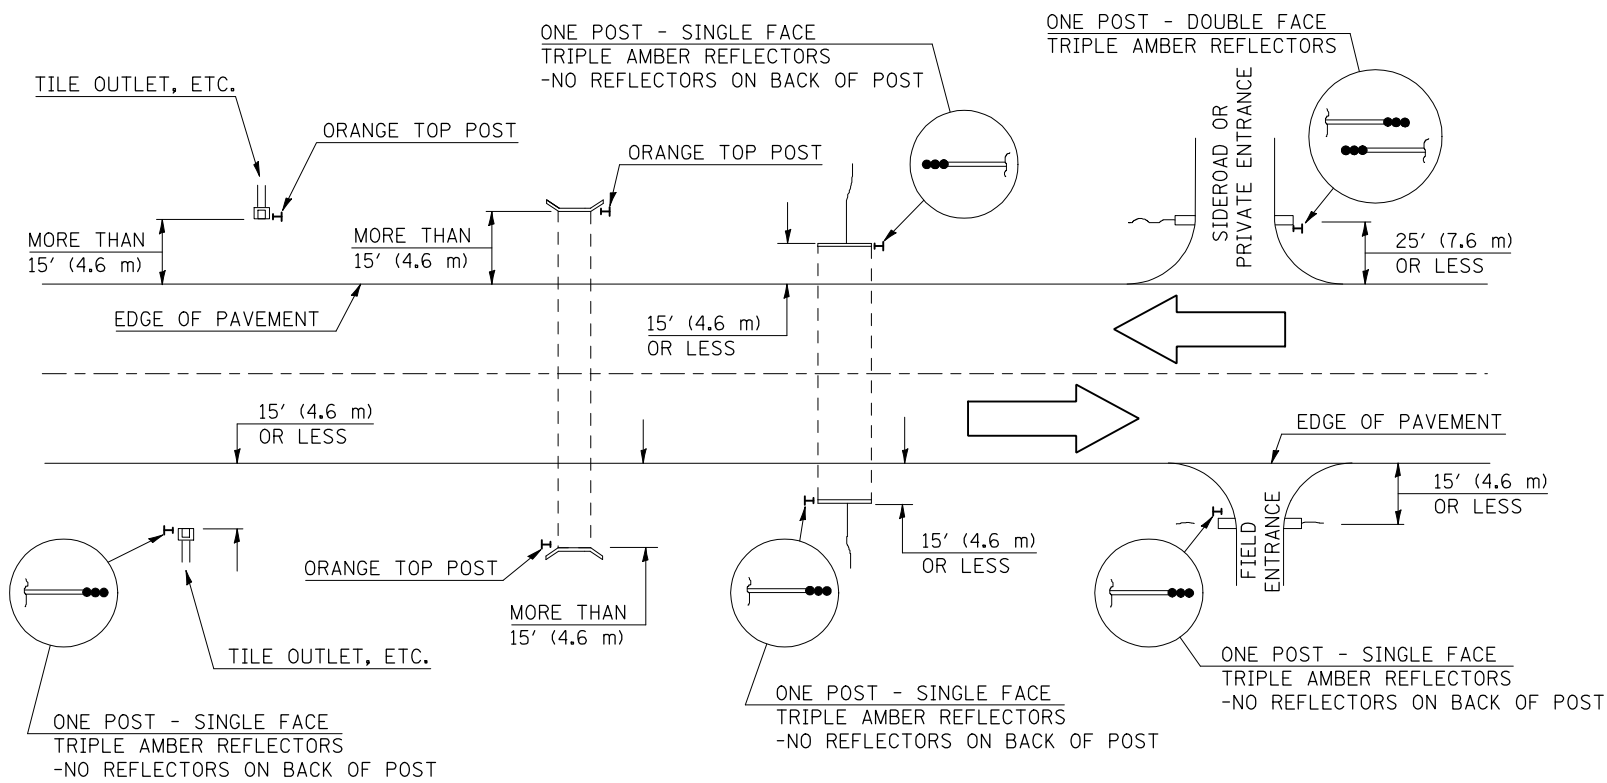 ONE POST - SINGLE FACE
TRIPLE AMBER REFLECTORS
-NO REFLECTORS ON BACK OF POST
ONE POST - DOUBLE FACE
TRIPLE AMBER REFLECTORS
TILE OUTLET, ETC.
ORANGE TOP POST
ORANGE TOP POST
SIDEROAD OR
PRIVATE ENTRANCE
MORE THAN
15' (4.6 m)
MORE THAN
15' (4.6 m)
25' (7.6 m)
OR LESS
EDGE OF PAVEMENT
15' (4.6 m)
OR LESS
15' (4.6 m)
OR LESS
EDGE OF PAVEMENT
15' (4.6 m)
OR LESS
FIELD
ENTRANCE
15' (4.6 m)
OR LESS
ORANGE TOP POST
MORE THAN
15' (4.6 m)
TILE OUTLET, ETC.
ONE POST - SINGLE FACE
TRIPLE AMBER REFLECTORS
-NO REFLECTORS ON BACK OF POST
ONE POST - SINGLE FACE
TRIPLE AMBER REFLECTORS
-NO REFLECTORS ON BACK OF POST
ONE POST - SINGLE FACE
TRIPLE AMBER REFLECTORS
-NO REFLECTORS ON BACK OF POST